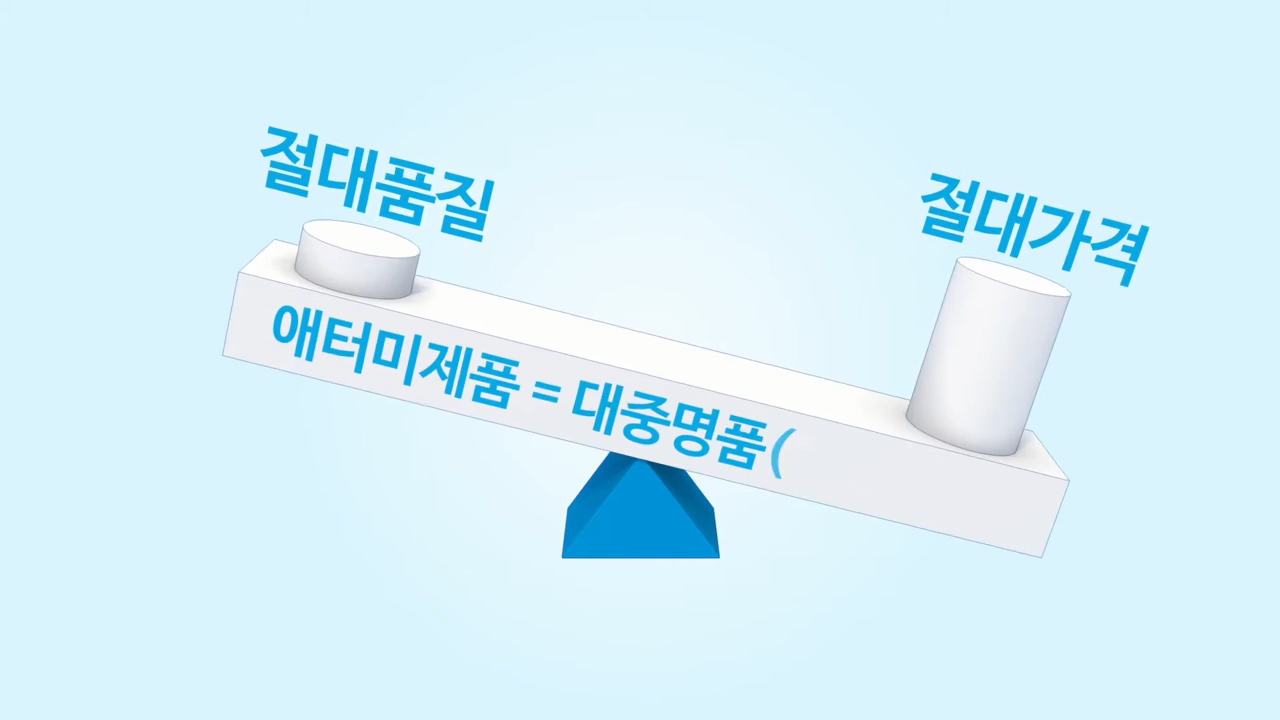 절대품질
절대가격
애터미제품 = 대중명품(